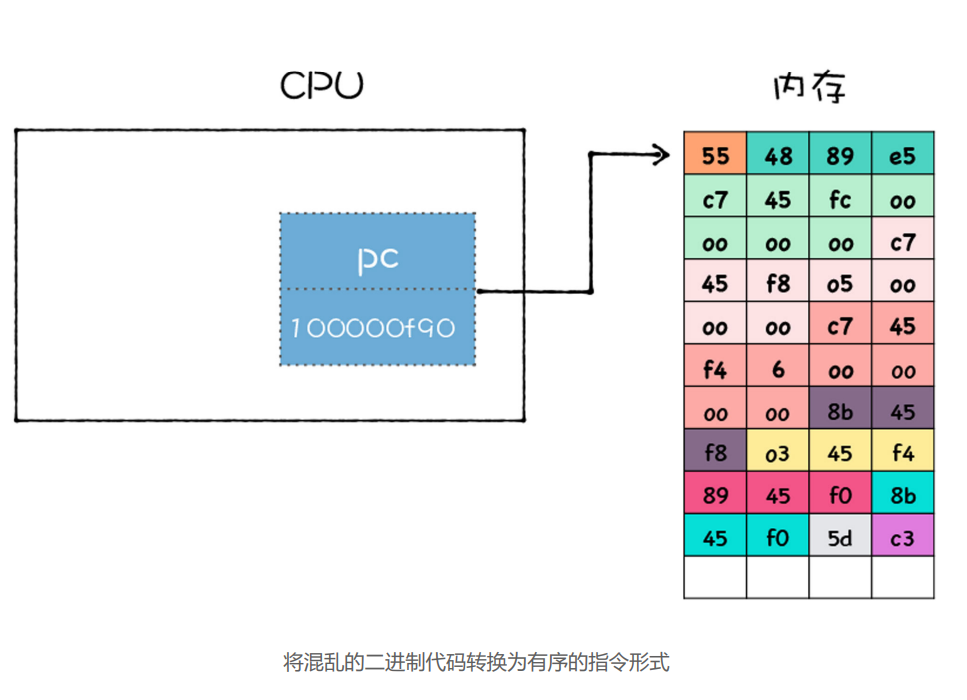 CPU
内存
pc
100000f90
55 48 89 e5
c7 45 fc 00
00 00 00 c7
45 f8 05 00
00 00 c7 45
f4 6 00 00
00 00 8b 45
f8 03 45 f4
89 45 f0 8b
45 f0 5d c3
将混乱的二进制代码转换为有序的指令形式